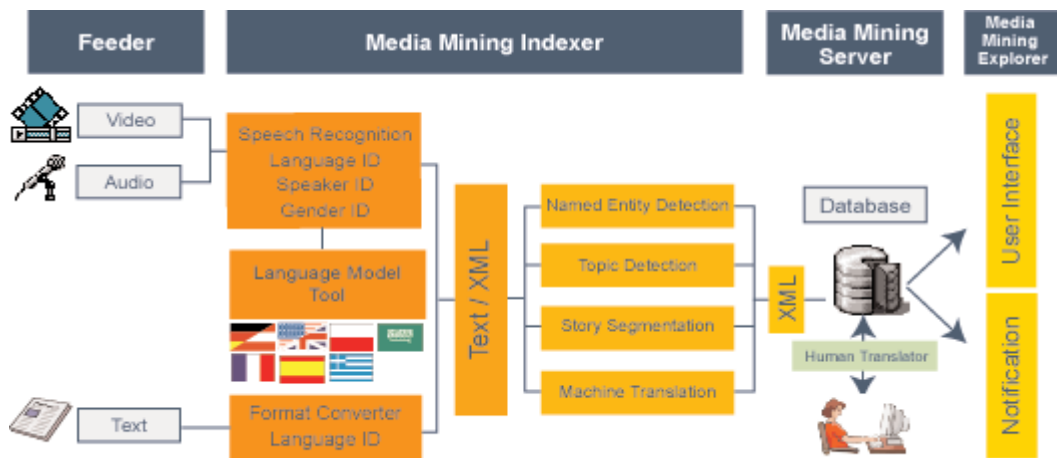 Feeder
Media Mining Indexer
Media Mining
Server
Media
Mining
Explorer
Video
Audio
Text
Speech Recognition
Language ID
Speaker ID
Gender ID
Language Model
Tool
Format Converter
Language ID
Text / XML
Named Entity Detection
Topic Detection
Story Segmentation
Machine Translation
XML
Database
Human Translator
User Interface
Notification